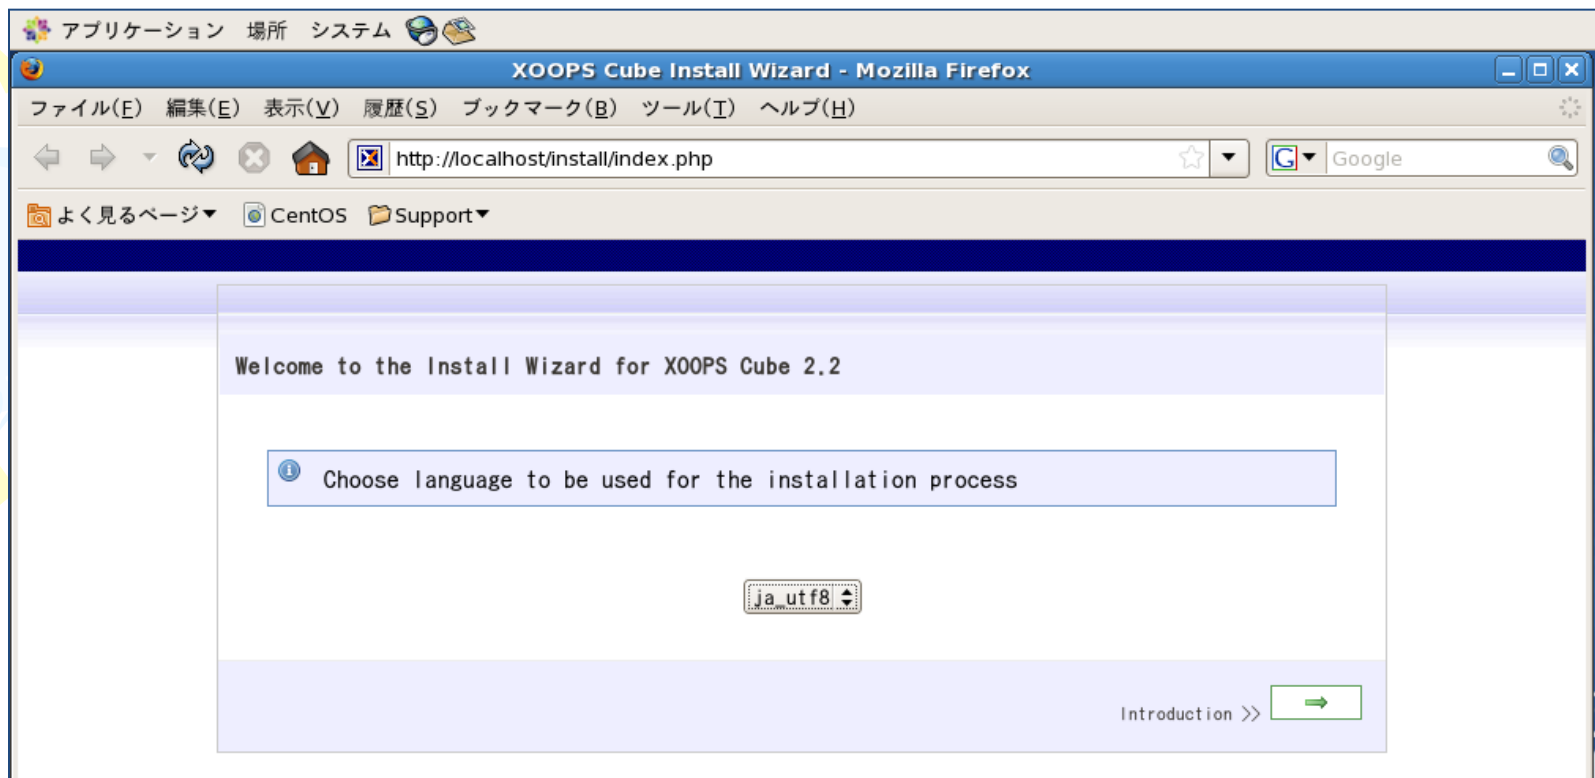 アプリケーション 場所 システム
XOOPS Cube Install Wizard - Mozilla Firefox
ファイル(F) 編集(E) 表示(V) 履歴(S) ブックマーク(B) ツール(T) ヘルプ(H)
http://localhost/install/index.php G Google
よく見るページ CentOS Support
Welcome to the Install Wizard for XOOPS Cube 2.2
Choose language to be used for the installation process
ja_utf8
Introduction >>